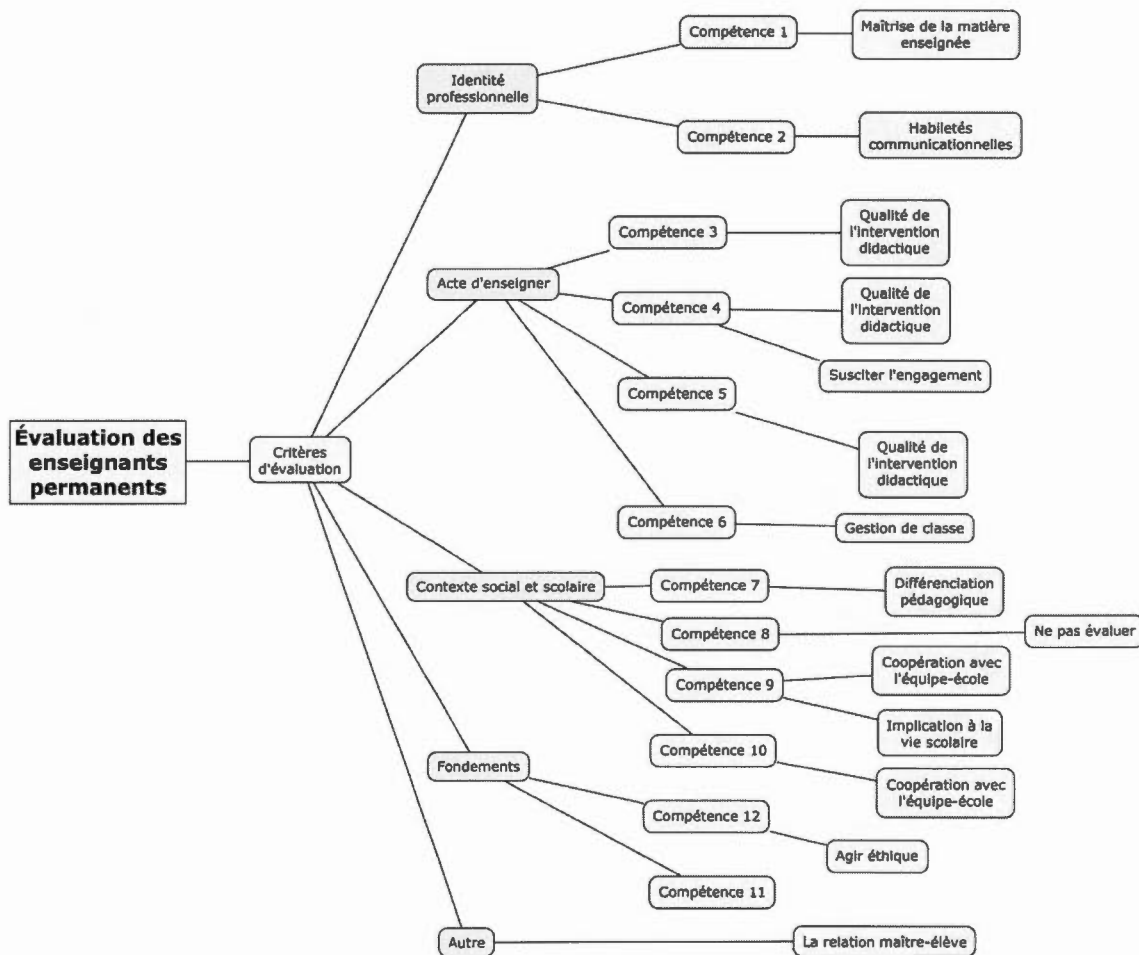 Évaluation des
enseignants
permanents
Critères
d'évaluation
Identité
professionnelle
Compétence 1
Maîtrise de la matière
enseignée
Compétence 2
Habiletés
communicationnelles
Acte d'enseigner
Compétence 3
Qualité de
l'intervention
didactique
Compétence 4
Qualité de
l'intervention
didactique
Susciter l'engagement
Compétence 5
Qualité de
l'intervention
didactique
Compétence 6
Gestion de classe
Contexte social et scolaire
Compétence 7
Différenciation
pédagogique
Compétence 8
Ne pas évaluer
Compétence 9
Coopération avec
l'équipe-école
Implication à la
vie scolaire
Compétence 10
Coopération avec
l'équipe-école
Fondements
Compétence 12
Agir éthique
Compétence 11
Autre
La relation maître-élève